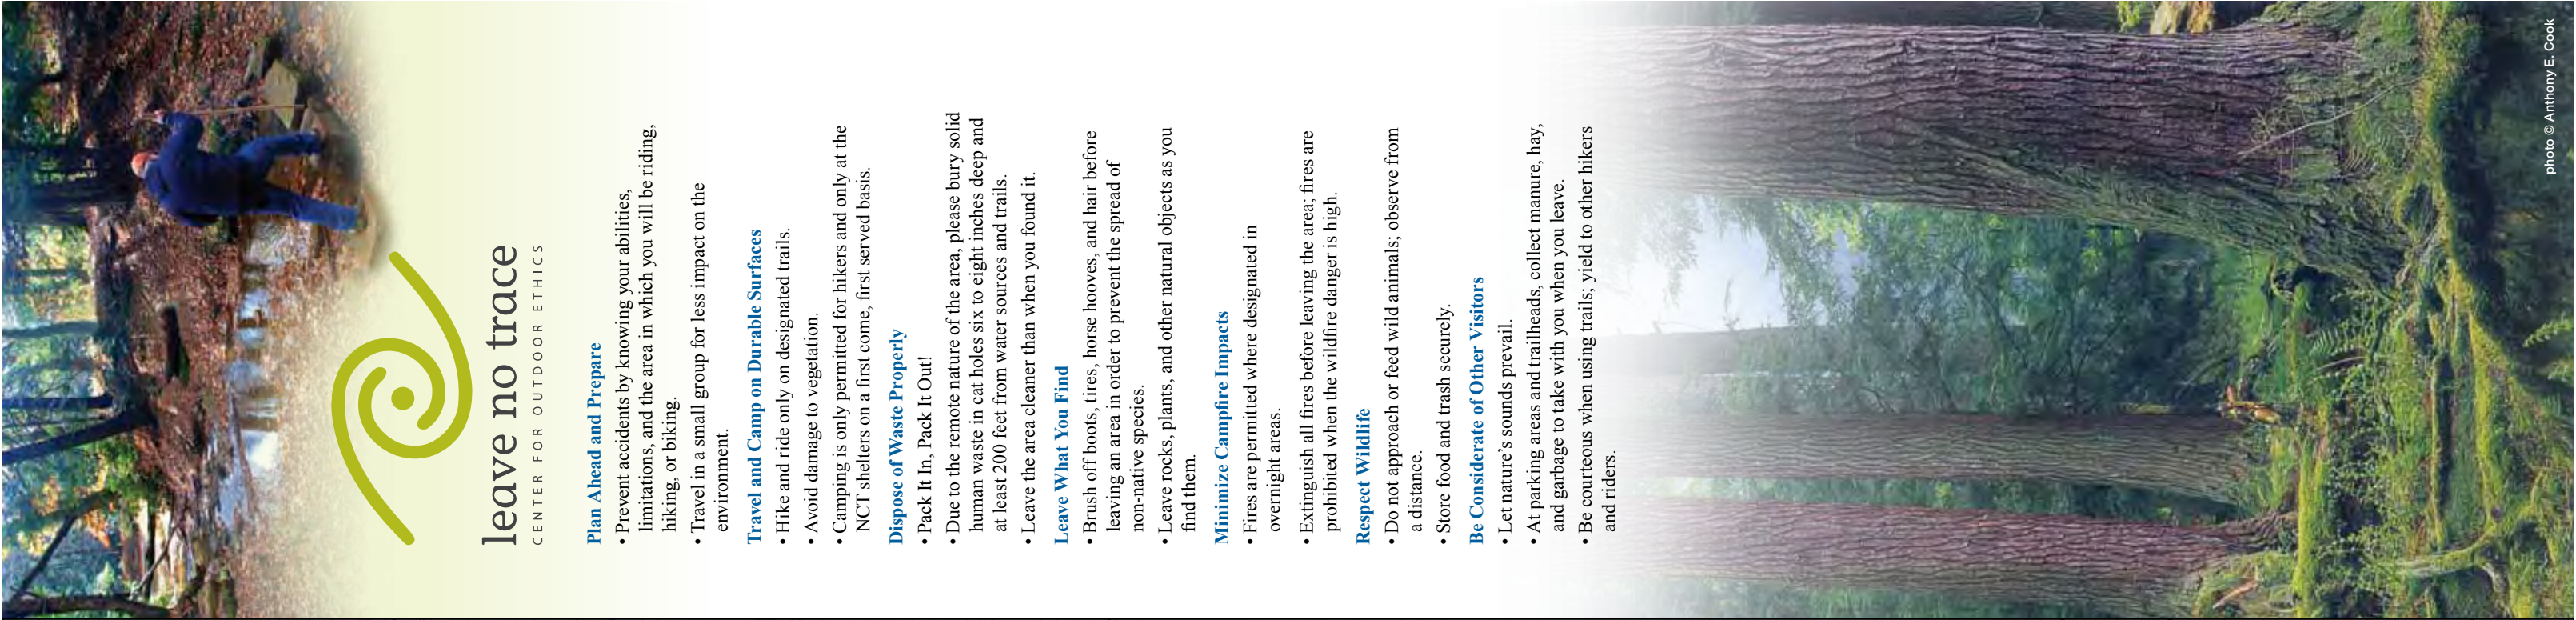 leave no trace
CENTER FOR OUTDOOR ETHICS
Plan Ahead and Prepare
• Prevent accidents by knowing your abilities,
limitations, and the area in which you will be riding,
hiking, or biking.
• Travel in a small group for less impact on the
environment.
Travel and Camp on Durable Surfaces
• Hike and ride only on designated trails.
• Avoid damage to vegetation.
• Camping is only permitted for hikers and only at the
NCT shelters on a first come, first served basis.
Dispose of Waste Properly
• Pack It In, Pack It Out!
• Due to the remote nature of the area, please bury solid
human waste in cat holes six to eight inches deep and
at least 200 feet from water sources and trails.
• Leave the area cleaner than when you found it.
Leave What You Find
• Brush off boots, tires, horse hooves, and hair before
leaving an area in order to prevent the spread of
non-native species.
• Leave rocks, plants, and other natural objects as you
find them.
Minimize Campfire Impacts
• Fires are permitted where designated in
overnight areas.
• Extinguish all fires before leaving the area; fires are
prohibited when the wildfire danger is high.
Respect Wildlife
• Do not approach or feed wild animals; observe from
a distance.
• Store food and trash securely.
Be Considerate of Other Visitors
• Let nature's sounds prevail.
• At parking areas and trailheads, collect manure, hay,
and garbage to take with you when you leave.
• Be courteous when using trails; yield to other hikers
and riders.
photo © Anthony E. Cook